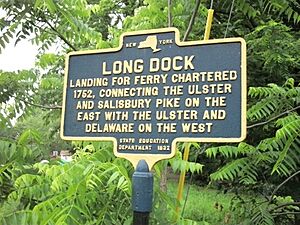 NEW YORK
LONG DOCK
LANDING FOR FERRY CHARTERED
1752, CONNECTING THE ULSTER
AND SALISBURY PIKE ON THE
EAST WITH THE ULSTER AND
DELAWARE ON THE WEST
STATE EDUCATION
DEPARTMENT 1932